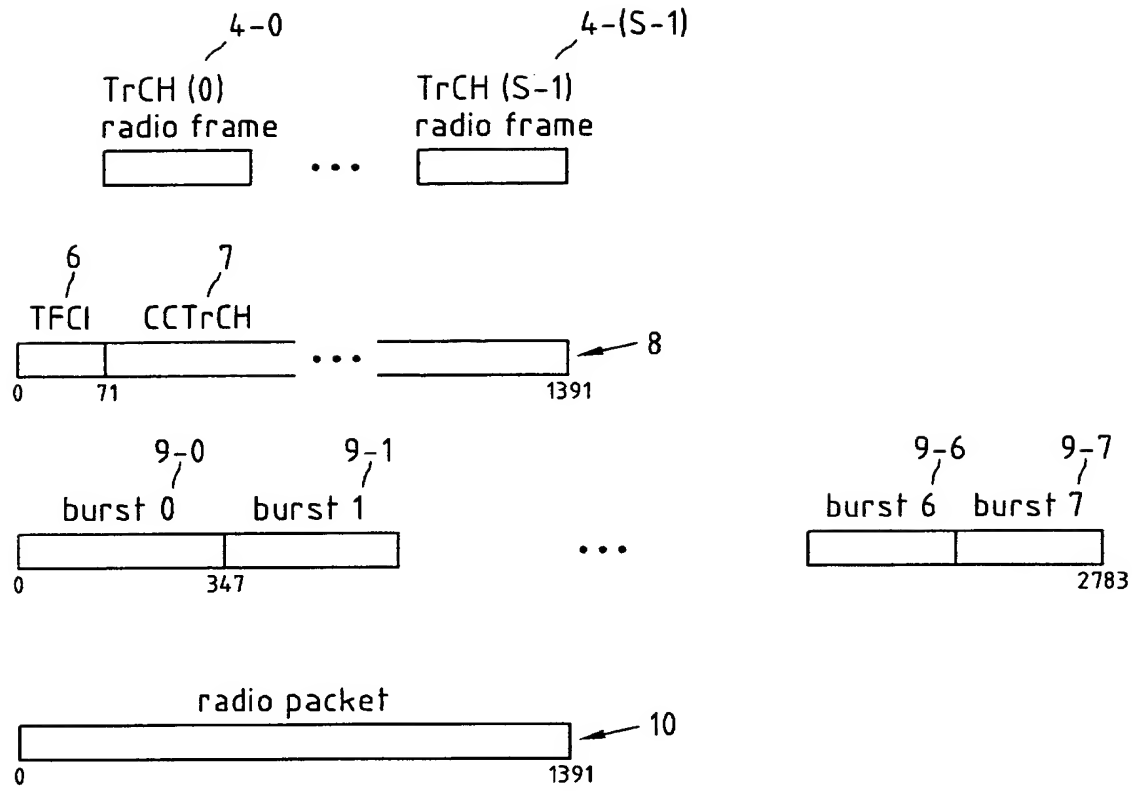 4-0 4-(S-1)
TrCH (0) TrCH (S-1)
radio frame radio frame
• • • 
6 7
TFCI CCTrCH
• • • 8
0 71 1391
9-0 9-1 9-6 9-7
burst 0 burst 1 burst 6 burst 7
• • •
0 347 2783
radio packet
10
0 1391